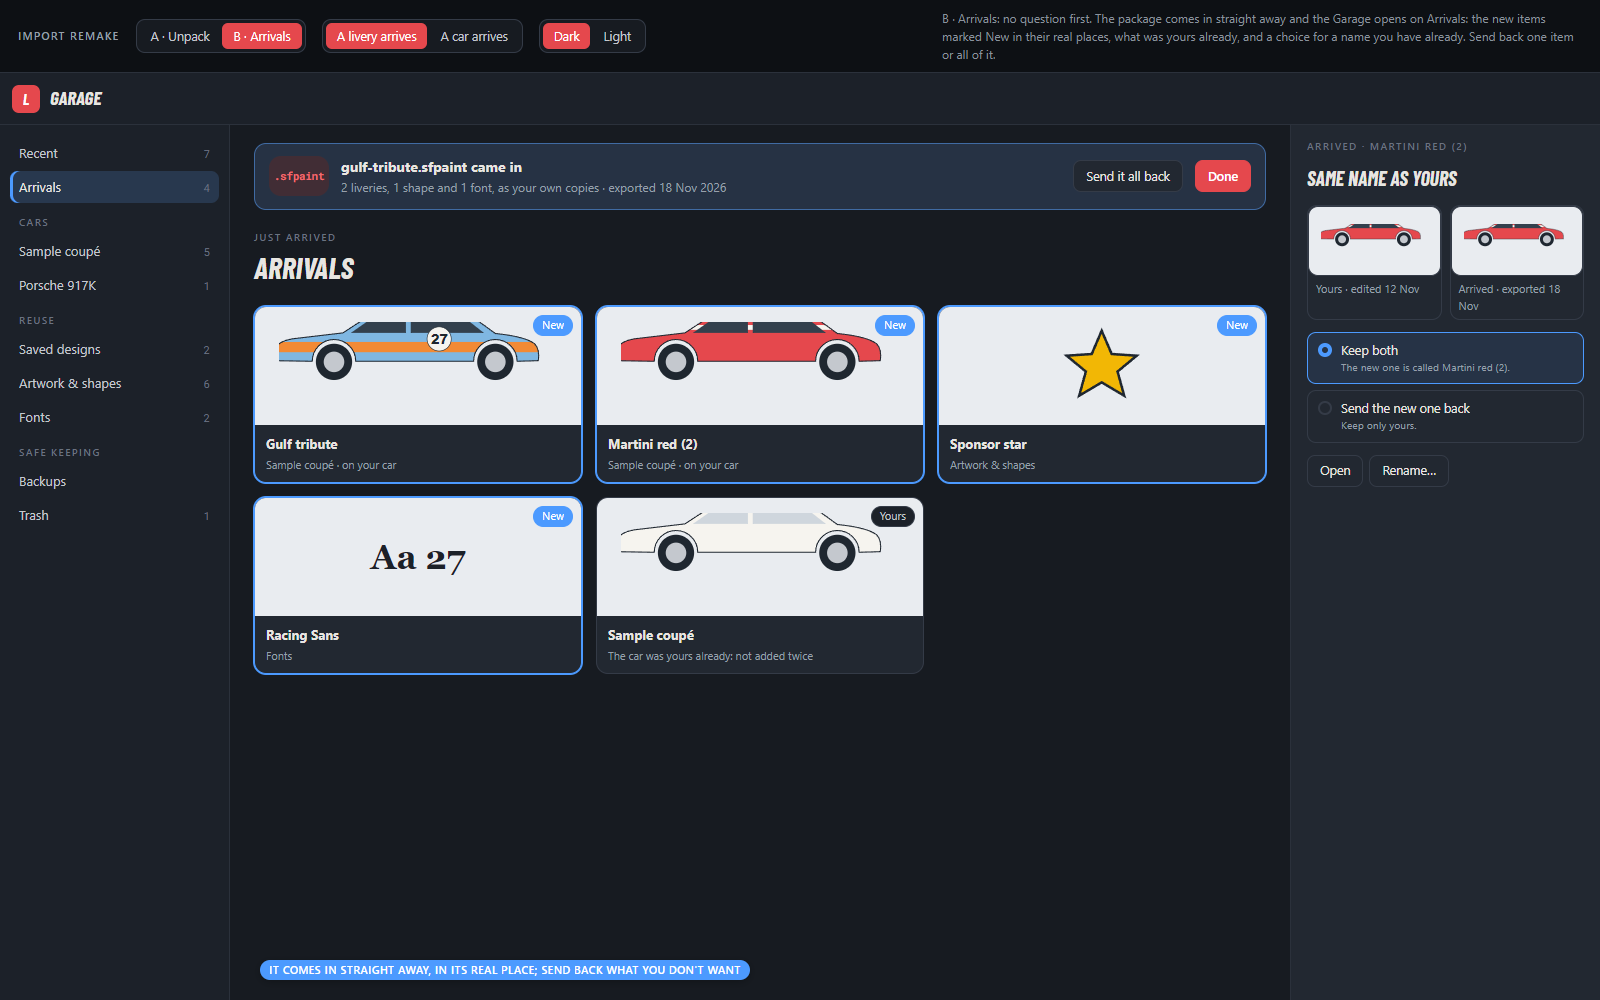 IMPORT REMAKE
A · Unpack
B · Arrivals
A livery arrives
A car arrives
Dark
Light
B · Arrivals: no question first. The package comes in straight away and the Garage opens on Arrivals: the new items
marked New in their real places, what was yours already, and a choice for a name you have already. Send back one item
or all of it.
L
GARAGE
Recent 7
Arrivals 4
CARS
Sample coupé 5
Porsche 917K 1
REUSE
Saved designs 2
Artwork & shapes 6
Fonts 2
SAFE KEEPING
Backups
Trash 1
.sfpaint
gulf-tribute.sfpaint came in
2 liveries, 1 shape and 1 font, as your own copies · exported 18 Nov 2026
Send it all back
Done
JUST ARRIVED
ARRIVALS
27
New
Gulf tribute
Sample coupé · on your car
New
Martini red (2)
Sample coupé · on your car
New
Sponsor star
Artwork & shapes
New
Aa 27
Racing Sans
Fonts
Yours
Sample coupé
The car was yours already: not added twice
IT COMES IN STRAIGHT AWAY, IN ITS REAL PLACE; SEND BACK WHAT YOU DON'T WANT
ARRIVED · MARTINI RED (2)
SAME NAME AS YOURS
Yours · edited 12 Nov
Arrived · exported 18
Nov
Keep both
The new one is called Martini red (2).
Send the new one back
Keep only yours.
Open
Rename...